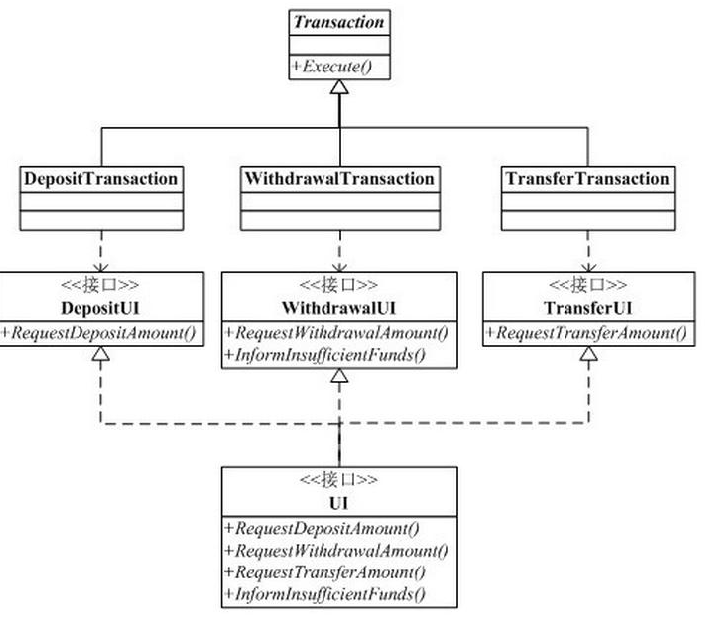 Transaction
+Execute()
DepositTransaction
WithdrawalTransaction
TransferTransaction
<<接口>>
DepositUI
+RequestDepositAmount()
<<接口>>
WithdrawalUI
+RequestWithdrawalAmount()
+InformInsufficientFunds()
<<接口>>
TransferUI
+RequestTransferAmount()
<<接口>>
UI
+RequestDepositAmount()
+RequestWithdrawalAmount()
+RequestTransferAmount()
+InformInsufficientFunds()